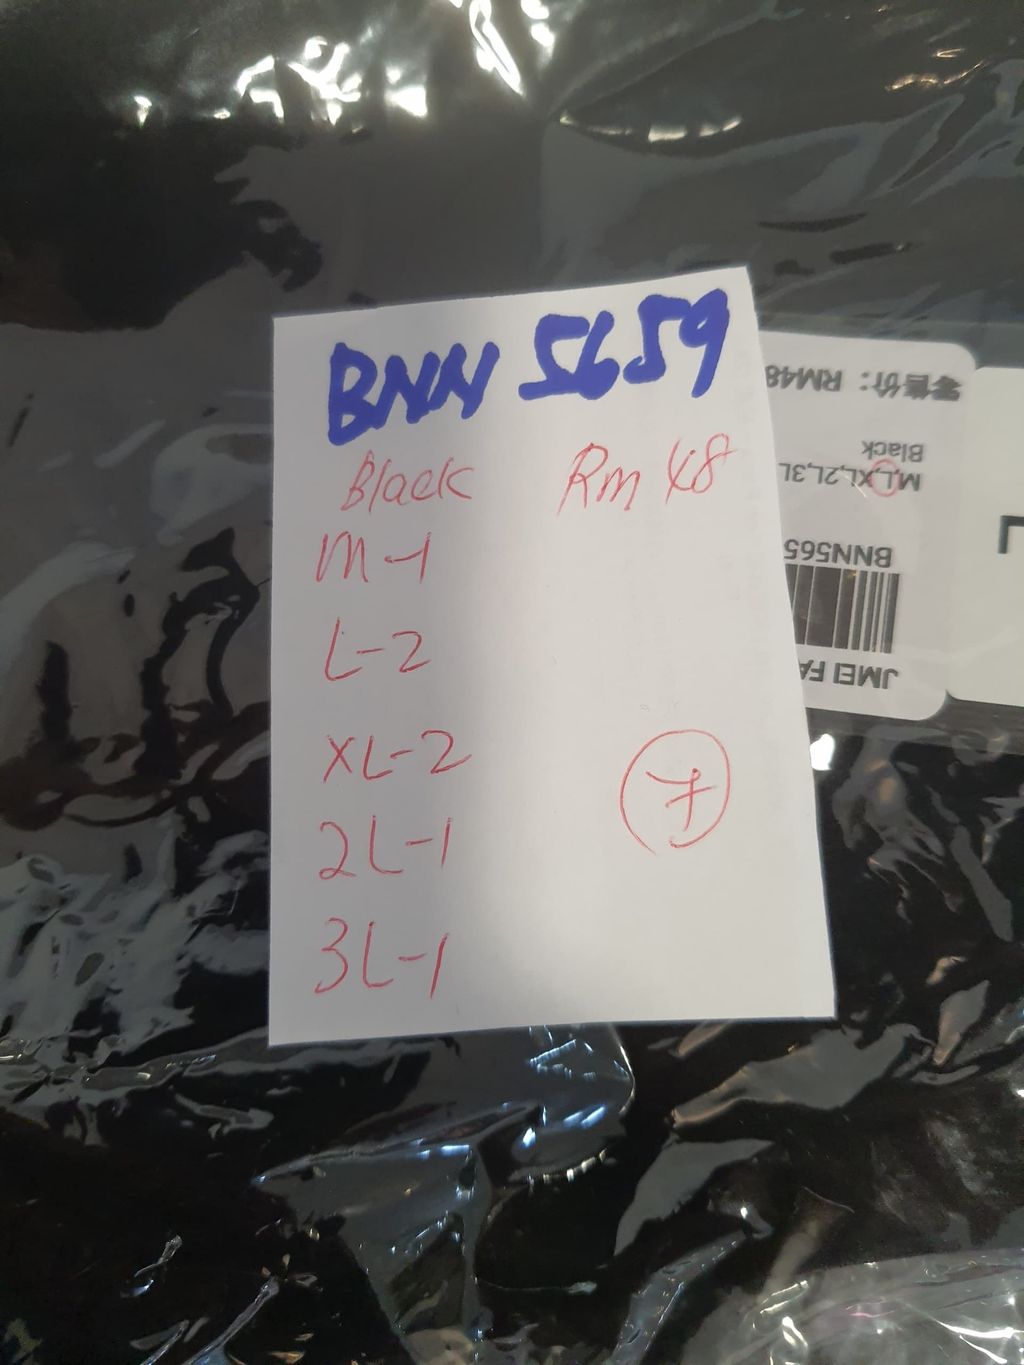 BNN 5659
Black Rm 48
M-1
L-2
XL-2
2L-1
3L-1
7
零售价: RM48
Black
M,L,XL,2L,3L
BNN565
JMEI FA
L